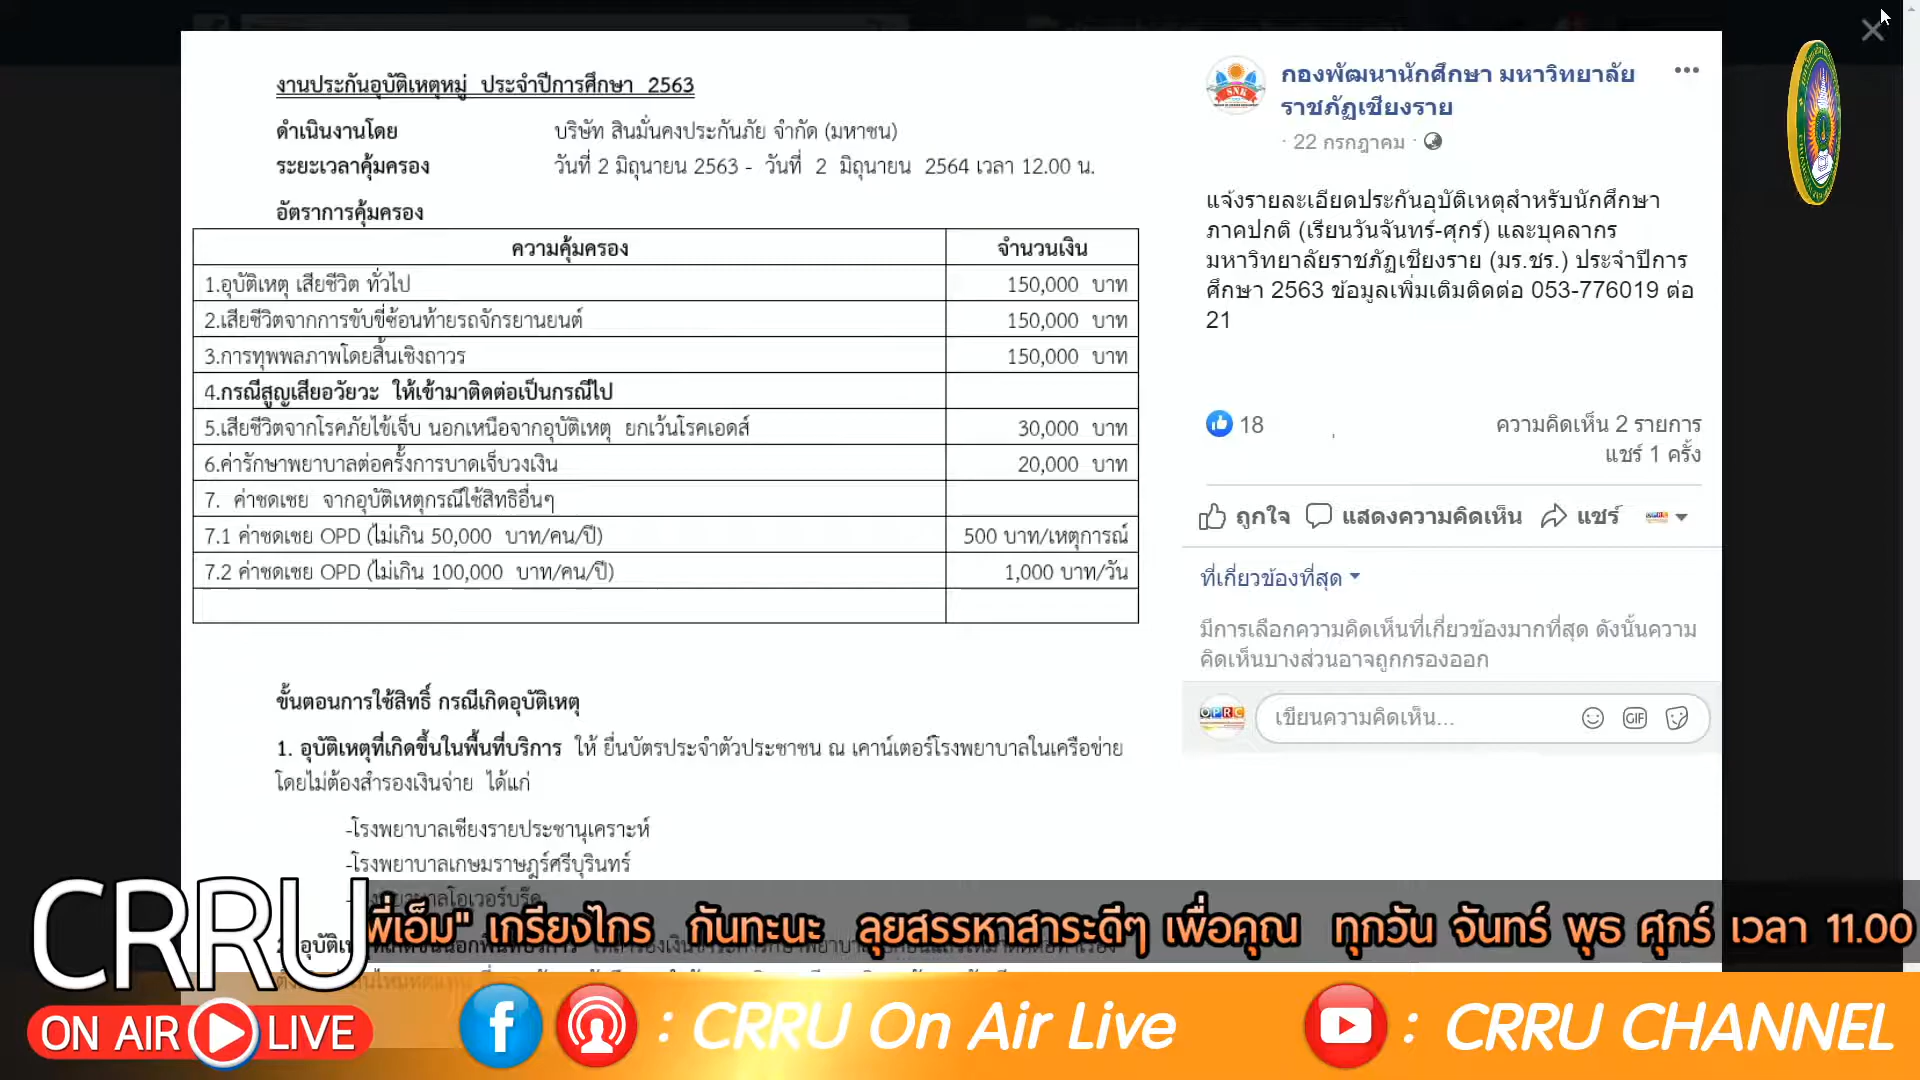 งานประกันอุบัติเหตุหมู่ ประจำปีการศึกษา 2563
ดำเนินงานโดย บริษัท สินมั่นคงประกันภัย จำกัด (มหาชน)
ระยะเวลาคุ้มครอง วันที่ 2 มิถุนายน 2563 - วันที่ 2 มิถุนายน 2564 เวลา 12.00 น.
อัตราการคุ้มครอง
ความคุ้มครอง จำนวนเงิน
1.อุบัติเหตุ เสียชีวิต ทั่วไป 150,000 บาท
2.เสียชีวิตจากการขับขี่ซ้อนท้ายรถจักรยานยนต์ 150,000 บาท
3.การทุพพลภาพโดยสิ้นเชิงถาวร 150,000 บาท
4.กรณีสูญเสียอวัยวะ ให้เข้ามาติดต่อเป็นกรณีไป
5.เสียชีวิตจากโรคภัยไข้เจ็บ นอกเหนือจากอุบัติเหตุ ยกเว้นโรคเอดส์ 30,000 บาท
6.ค่ารักษาพยาบาลต่อครั้งการบาดเจ็บวงเงิน 20,000 บาท
7. ค่าชดเชย จากอุบัติเหตุกรณีใช้สิทธิอื่นๆ
7.1 ค่าชดเชย OPD (ไม่เกิน 50,000 บาท/คน/ปี) 500 บาท/เหตุการณ์
7.2 ค่าชดเชย OPD (ไม่เกิน 100,000 บาท/คน/ปี) 1,000 บาท/วัน
ขั้นตอนการใช้สิทธิ์ กรณีเกิดอุบัติเหตุ
1. อุบัติเหตุที่เกิดขึ้นในพื้นที่บริการ ให้ ยื่นบัตรประจำตัวประชาชน ณ เคาน์เตอร์โรงพยาบาลในเครือข่าย
โดยไม่ต้องสำรองเงินจ่าย ได้แก่
-โรงพยาบาลเชียงรายประชานุเคราะห์
-โรงพยาบาลเกษมราษฎร์ศรีบุรินทร์
กองพัฒนานักศึกษา มหาวิทยาลัย
ราชภัฏเชียงราย
· 22 กรกฎาคม ·
แจ้งรายละเอียดประกันอุบัติเหตุสำหรับนักศึกษา
ภาคปกติ (เรียนวันจันทร์-ศุกร์) และบุคลากร
มหาวิทยาลัยราชภัฏเชียงราย (มร.ชร.) ประจำปีการ
ศึกษา 2563 ข้อมูลเพิ่มเติมติดต่อ 053-776019 ต่อ
21
18 ความคิดเห็น 2 รายการ
แชร์ 1 ครั้ง
ถูกใจ แสดงความคิดเห็น แชร์
ที่เกี่ยวข้องที่สุด
มีการเลือกความคิดเห็นที่เกี่ยวข้องมากที่สุด ดังนั้นความ
คิดเห็นบางส่วนอาจถูกกรองออก
OPRC เขียนความคิดเห็น... GIF
พี่เอ็ม" เกรียงไกร กันทะนะ ลุยสรรหาสาระดีๆ เพื่อคุณ ทุกวัน จันทร์ พุธ ศุกร์ เวลา 11.00
CRRU
ON AIR LIVE
: CRRU On Air Live
: CRRU CHANNEL